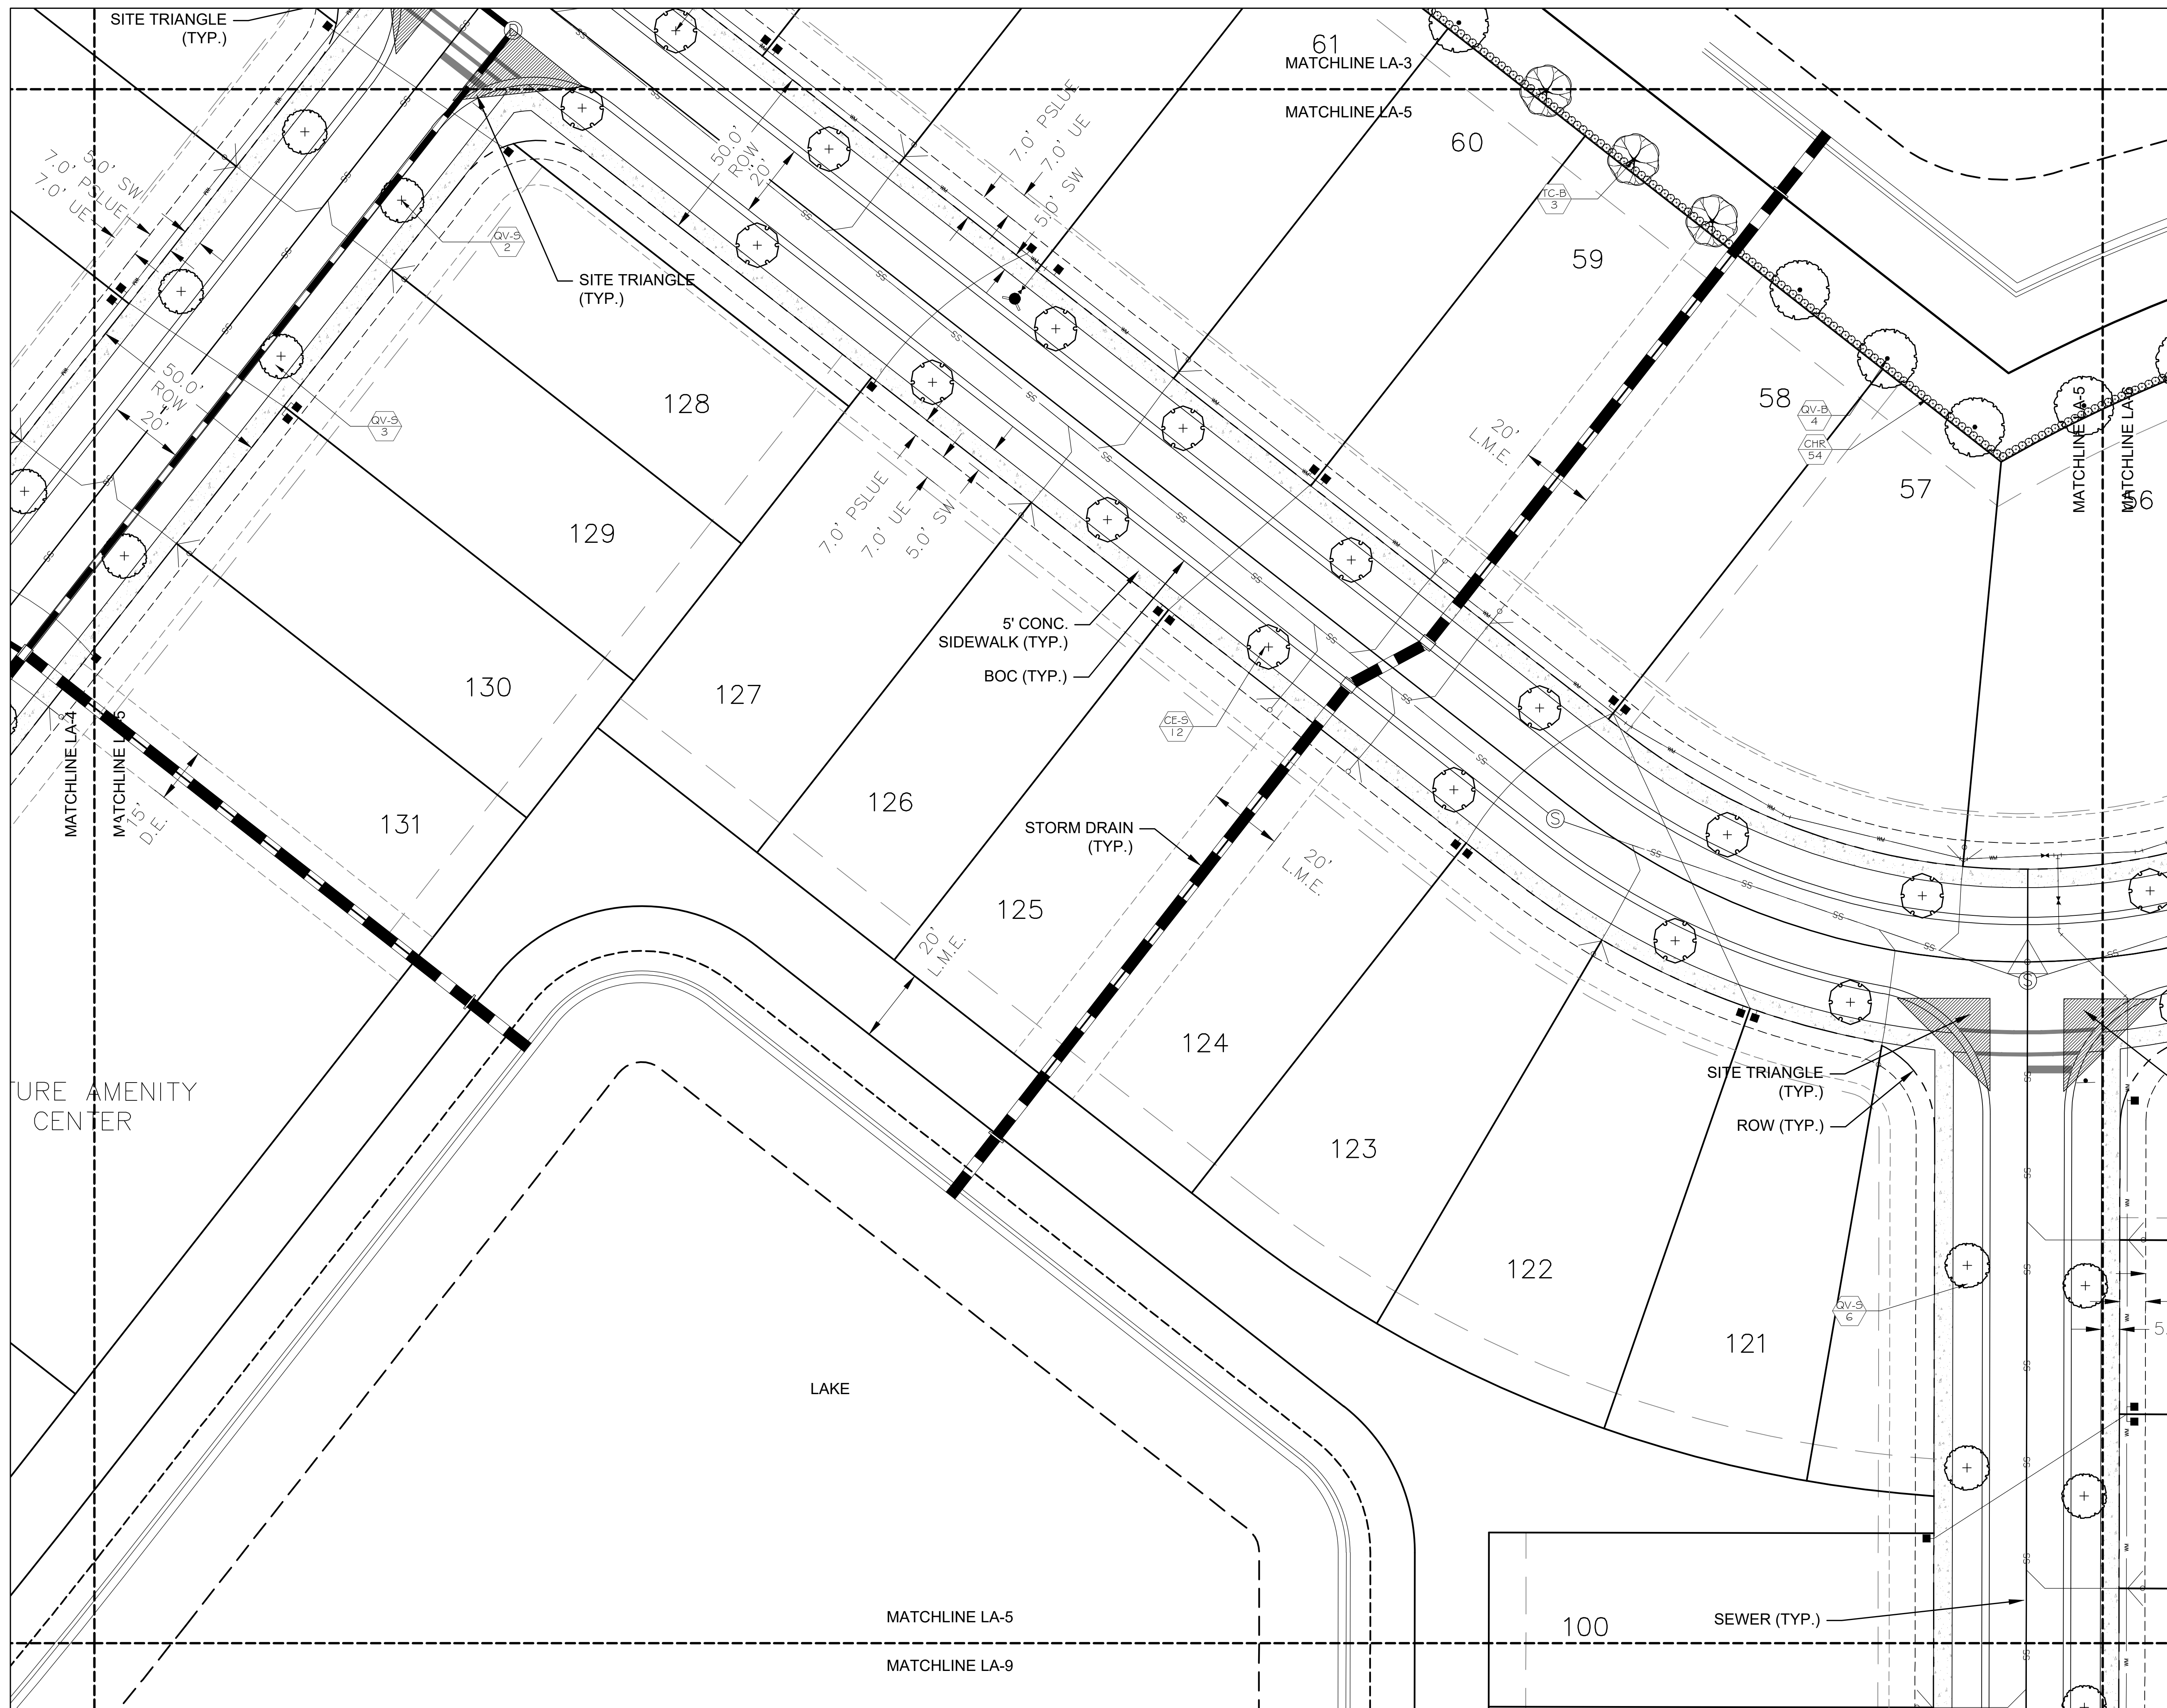 SITE TRIANGLE
(TYP.)
61
MATCHLINE LA-3
MATCHLINE LA-5
60
7.0' PSLUE
7.0' UE
5.0' SW
50.0'
ROW
20'
5.0' SW
7.0' PSLUE
7.0' UE
TC-B
3
QV-S
2
59
SITE TRIANGLE
(TYP.)
50.0'
ROW
20'
128
58
QV-B
4
QV-S
3
CHR
54
20'
L.M.E.
MATCHLINE LA-5
MATCHLINE LA-6
57
56
129
7.0' PSLUE
7.0' UE
5.0' SW
5' CONC.
SIDEWALK (TYP.)
BOC (TYP.)
130
127
CE-S
12
MATCHLINE LA-4
MATCHLINE LA-5
15'
D.E.
131
126
STORM DRAIN
(TYP.)
20'
L.M.E.
125
20'
L.M.E.
124
SITE TRIANGLE
(TYP.)
ROW (TYP.)
TURE AMENITY
CENTER
123
122
QV-S
6
121
5.
LAKE
MATCHLINE LA-5
MATCHLINE LA-9
100
SEWER (TYP.)
SS
WM
S
S
D